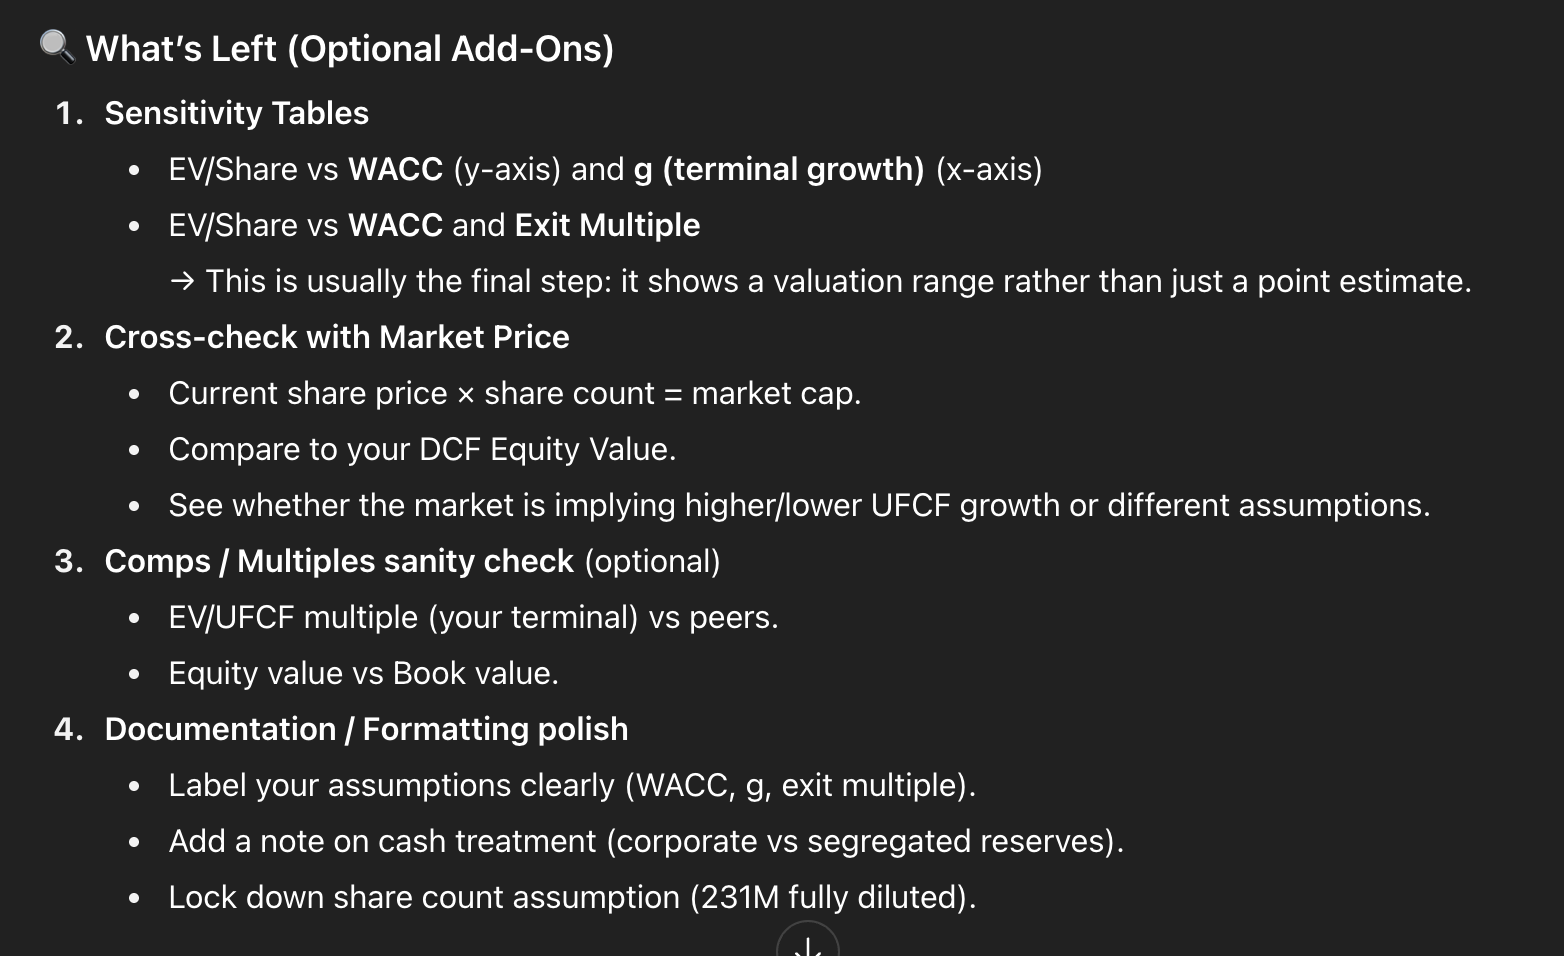 🔍 What’s Left (Optional Add-Ons)
1. Sensitivity Tables
• EV/Share vs WACC (y-axis) and g (terminal growth) (x-axis)
• EV/Share vs WACC and Exit Multiple
→ This is usually the final step: it shows a valuation range rather than just a point estimate.
2. Cross-check with Market Price
• Current share price × share count = market cap.
• Compare to your DCF Equity Value.
• See whether the market is implying higher/lower UFCF growth or different assumptions.
3. Comps / Multiples sanity check (optional)
• EV/UFCF multiple (your terminal) vs peers.
• Equity value vs Book value.
4. Documentation / Formatting polish
• Label your assumptions clearly (WACC, g, exit multiple).
• Add a note on cash treatment (corporate vs segregated reserves).
• Lock down share count assumption (231M fully diluted).